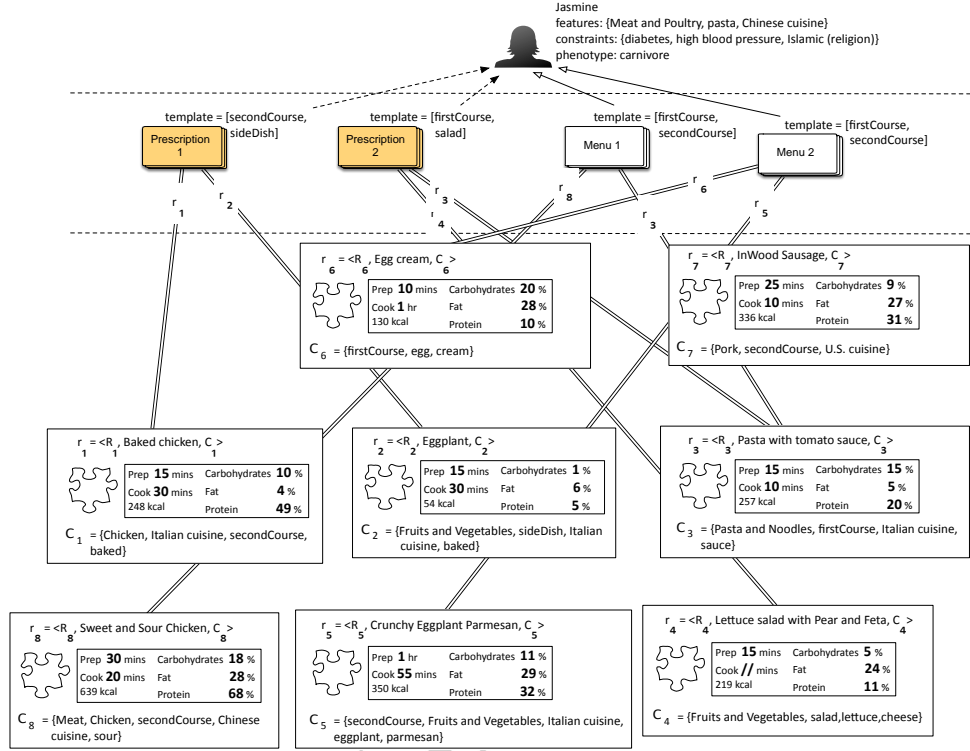 Jasmine
features: {Meat and Poultry, pasta, Chinese cuisine}
constraints: {diabetes, high blood pressure, Islamic (religion)}
phenotype: carnivore
template = [secondCourse,
sideDish]
template = [firstCourse,
salad]
template = [firstCourse,
secondCourse]
template = [firstCourse,
secondCourse]
Prescription
1
Prescription
2
Menu 1
Menu 2
r1
r2
r3
r4
r8
r3
r6
r5
r6 = <R6, Egg cream, C6>
Prep 10 mins Carbohydrates 20 %
Cook 1 hr Fat 28 %
130 kcal Protein 10 %
C6 = {firstCourse, egg, cream}
r7 = <R7, InWood Sausage, C7>
Prep 25 mins Carbohydrates 9 %
Cook 10 mins Fat 27 %
336 kcal Protein 31 %
C7 = {Pork, secondCourse, U.S. cuisine}
r1 = <R1, Baked chicken, C1>
Prep 15 mins Carbohydrates 10 %
Cook 30 mins Fat 4 %
248 kcal Protein 49 %
C1 = {Chicken, Italian cuisine, secondCourse,
baked}
r2 = <R2, Eggplant, C2>
Prep 15 mins Carbohydrates 1 %
Cook 30 mins Fat 6 %
54 kcal Protein 5 %
C2 = {Fruits and Vegetables, sideDish, Italian
cuisine, baked}
r3 = <R3, Pasta with tomato sauce, C3>
Prep 15 mins Carbohydrates 15 %
Cook 10 mins Fat 5 %
257 kcal Protein 20 %
C3 = {Pasta and Noodles, firstCourse, Italian cuisine,
sauce}
r8 = <R8, Sweet and Sour Chicken, C8>
Prep 30 mins Carbohydrates 18 %
Cook 20 mins Fat 28 %
639 kcal Protein 68 %
C8 = {Meat, Chicken, secondCourse, Chinese
cuisine, sour}
r5 = <R5, Crunchy Eggplant Parmesan, C5>
Prep 1 hr Carbohydrates 11 %
Cook 55 mins Fat 29 %
350 kcal Protein 32 %
C5 = {secondCourse, Fruits and Vegetables, Italian cuisine,
eggplant, parmesan}
r4 = <R4, Lettuce salad with Pear and Feta, C4>
Prep 15 mins Carbohydrates 5 %
Cook // mins Fat 24 %
219 kcal Protein 11 %
C4 = {Fruits and Vegetables, salad,lettuce,cheese}